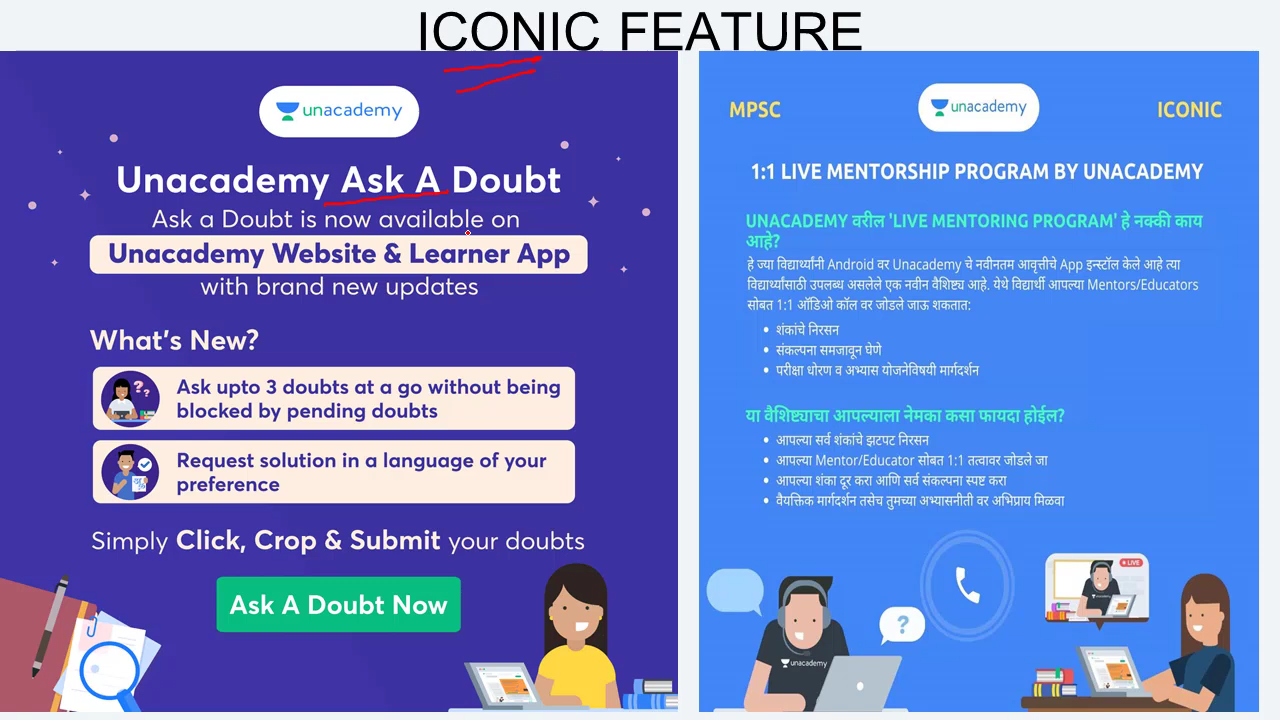 ICONIC FEATURE
unacademy
Unacademy Ask A Doubt
Ask a Doubt is now available on
Unacademy Website & Learner App
with brand new updates
What's New?
Ask upto 3 doubts at a go without being
blocked by pending doubts
Request solution in a language of your
preference
Simply Click, Crop & Submit your doubts
Ask A Doubt Now
MPSC
unacademy
ICONIC
1:1 LIVE MENTORSHIP PROGRAM BY UNACADEMY
UNACADEMY वरील 'LIVE MENTORING PROGRAM' हे नक्की काय
आहे?
हे ज्या विद्यार्थ्यांनी Android वर Unacademy चे नवीनतम आवृत्तीचे App इन्स्टॉल केले आहे त्या
विद्यार्थ्यांसाठी उपलब्ध असलेले एक नवीन वैशिष्ट्य आहे. येथे विद्यार्थी आपल्या Mentors/Educators
सोबत 1:1 ऑडिओ कॉल वर जोडले जाऊ शकतात:
• शंकांचे निरसन
• संकल्पना समजावून घेणे
• परीक्षा धोरण व अभ्यास योजनेविषयी मार्गदर्शन
या वैशिष्ट्याचा आपल्याला नेमका कसा फायदा होईल?
• आपल्या सर्व शंकांचे झटपट निरसन
• आपल्या Mentor/Educator सोबत 1:1 तत्वावर जोडले जा
• आपल्या शंका दूर करा आणि सर्व संकल्पना स्पष्ट करा
• वैयक्तिक मार्गदर्शन तसेच तुमच्या अभ्यासनीती वर अभिप्राय मिळवा
LIVE
?
unacademy